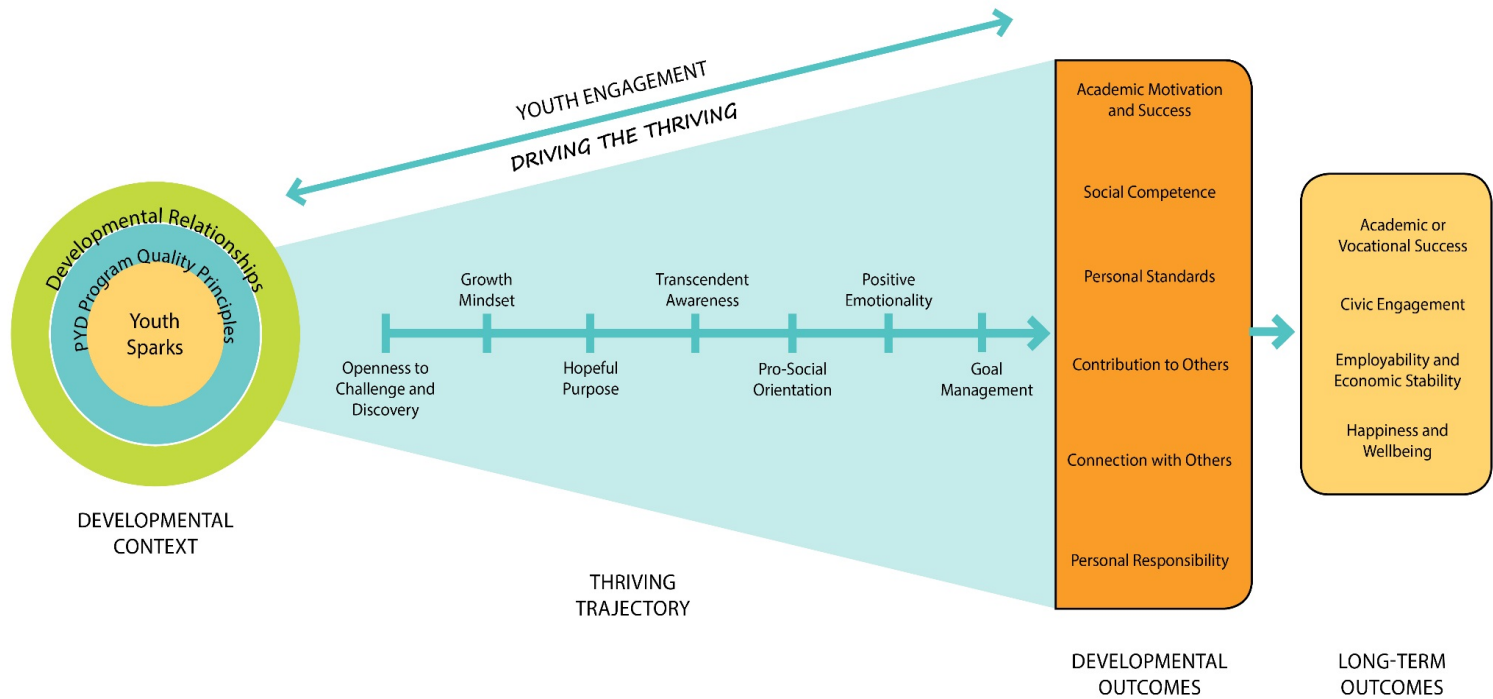 YOUTH ENGAGEMENT
DRIVING THE THRIVING
Developmental Relationships
PYD Program Quality Principles
Youth
Sparks
DEVELOPMENTAL
CONTEXT
Growth
Mindset
Transcendent
Awareness
Positive
Emotionality
Openness to
Challenge and
Discovery
Hopeful
Purpose
Pro-Social
Orientation
Goal
Management
THRIVING
TRAJECTORY
Academic Motivation
and Success
Social Competence
Personal Standards
Contribution to Others
Connection with Others
Personal Responsibility
DEVELOPMENTAL
OUTCOMES
Academic or
Vocational Success
Civic Engagement
Employability and
Economic Stability
Happiness and
Wellbeing
LONG-TERM
OUTCOMES